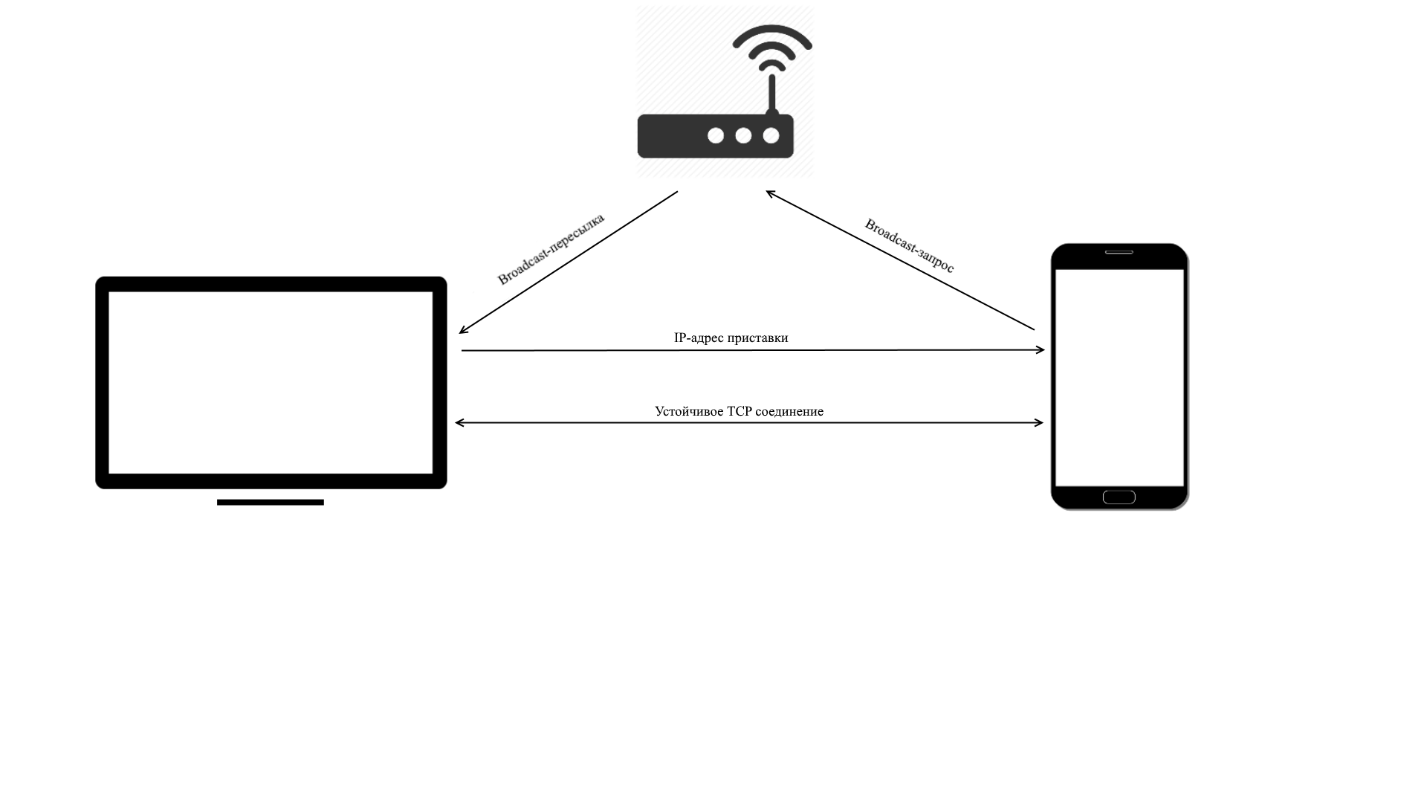 Broadcast-пересылка
Broadcast-запрос
IP-адрес приставки
Устойчивое TCP соединение